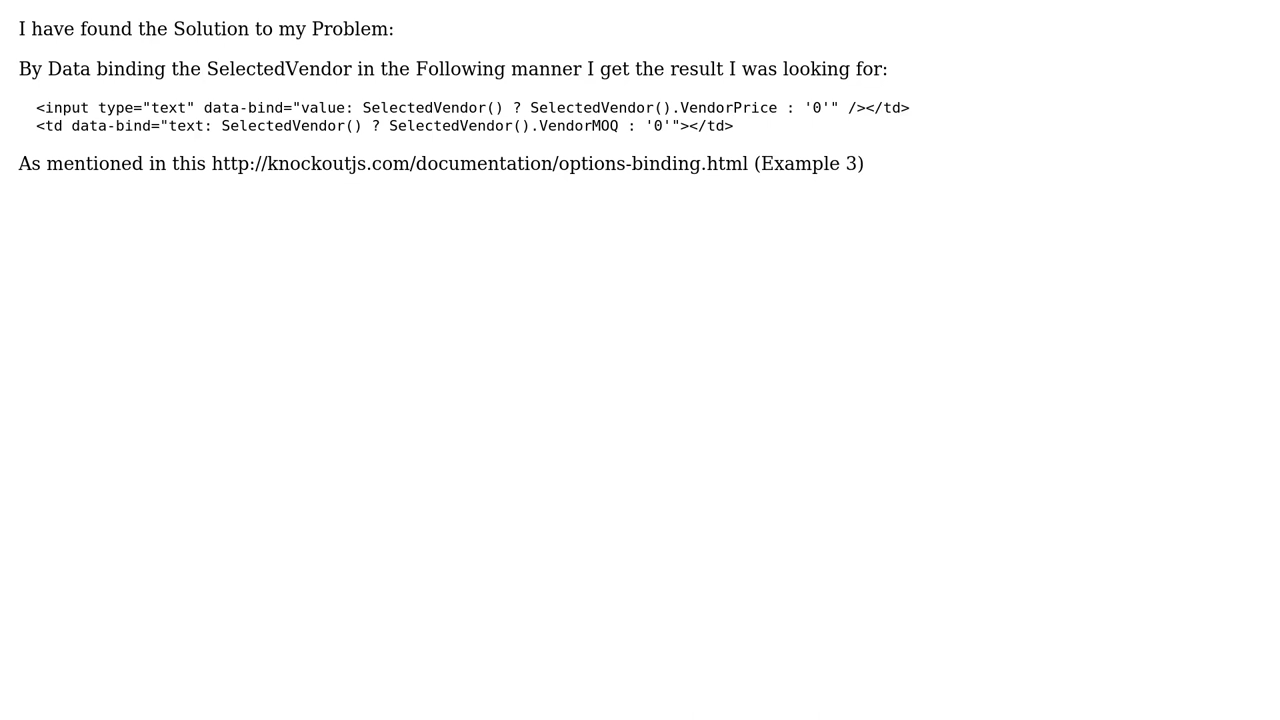 I have found the Solution to my Problem:
By Data binding the SelectedVendor in the Following manner I get the result I was looking for:
<input type="text" data-bind="value: SelectedVendor() ? SelectedVendor().VendorPrice : '0'" /></td>
<td data-bind="text: SelectedVendor() ? SelectedVendor().VendorMOQ : '0'"></td>
As mentioned in this http://knockoutjs.com/documentation/options-binding.html (Example 3)